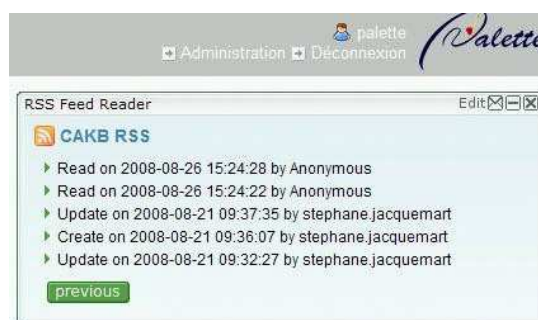 palette
Administration Déconnexion
Palette
RSS Feed Reader Edit
CAKB RSS
Read on 2008-08-26 15:24:28 by Anonymous
Read on 2008-08-26 15:24:22 by Anonymous
Update on 2008-08-21 09:37:35 by stephane.jacquemart
Create on 2008-08-21 09:36:07 by stephane.jacquemart
Update on 2008-08-21 09:32:27 by stephane.jacquemart
previous